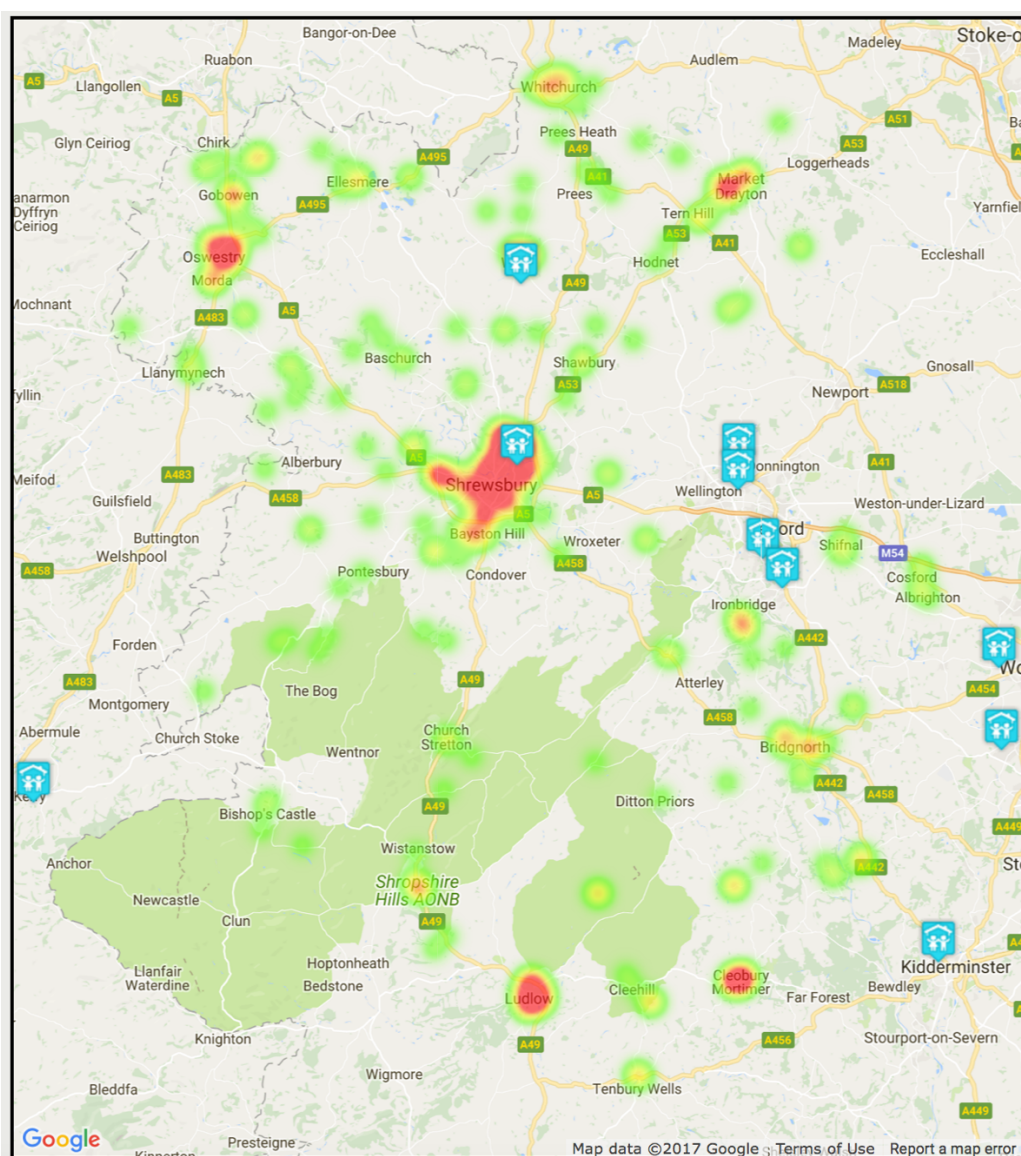 Bangor-on-Dee
Stoke-o
Madeley
Ruabon
Audlem
A5
Llangollen
Whitchurch
A5
A51
Glyn Ceiriog
Chirk
Prees Heath
A49
A53
Loggerheads
A495
Ellesmere
A41
Market
Drayton
Gobowen
Prees
anarmon
Dyffryn
Ceiriog
A495
Tern Hill
Yarnfiel
A53
A41
Oswestry
Eccleshall
Hodnet
Morda
A49
Mochnant
A483
A5
Baschurch
Shawbury
Llanymynech
Gnosall
A53
A518
Newport
fyllin
A5
Alberbury
A483
A41
onnington
Meifod
Shrewsbury
Wellington
A458
A5
Guilsfield
Weston-under-Lizard
A5
Buttington
Bayston Hill
ord
Wroxeter
Shifnal
Welshpool
M54
A458
A458
Pontesbury
Condover
Cosford
Albrighton
Ironbridge
Forden
A442
Wo
A483
A49
Atterley
A454
The Bog
Montgomery
A458
Abermule
Church Stoke
Church
Stretton
Bridgnorth
Wentnor
A442
Kerry
A458
Ditton Priors
A49
Bishop's Castle
A449
Wistanstow
Anchor
A442
Sto
Shropshire
Hills AONB
Newcastle
Clun
A49
Hoptonheath
Kidderminster
Llanfair
Waterdine
Bedstone
Cleobury
Mortimer
Cleehill
Bewdley
Ludlow
Far Forest
Knighton
A49
A456
Stourport-on-Severn
Wigmore
Bleddfa
Tenbury Wells
A449
Google
Presteigne
Map data ©2017 Google
Terms of Use
Report a map error